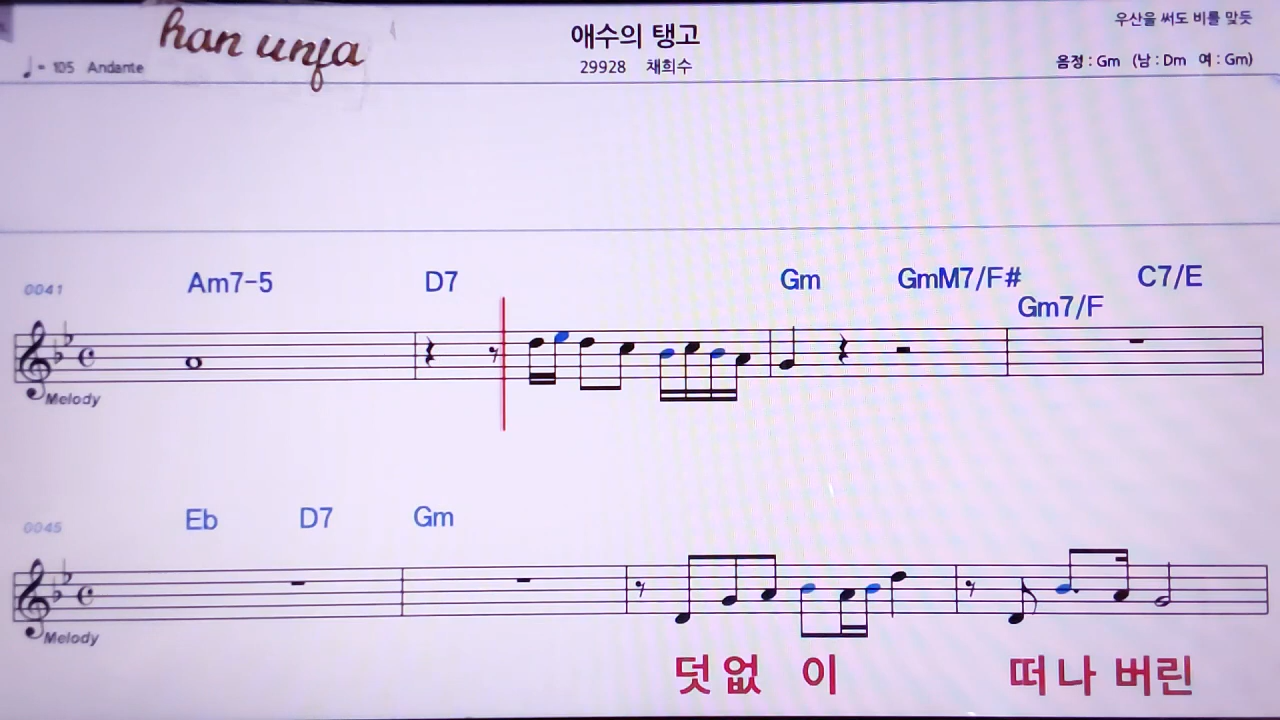 han unfa
애수의 탱고
우산을 써도 비를 맞듯
♩ = 105 Andante
29928 채희수
음정 : Gm (남 : Dm 여 : Gm)
0041 Am7-5 D7 Gm GmM7/F# Gm7/F C7/E
Melody
0045 Eb D7 Gm
Melody
덧없 이 떠나 버린